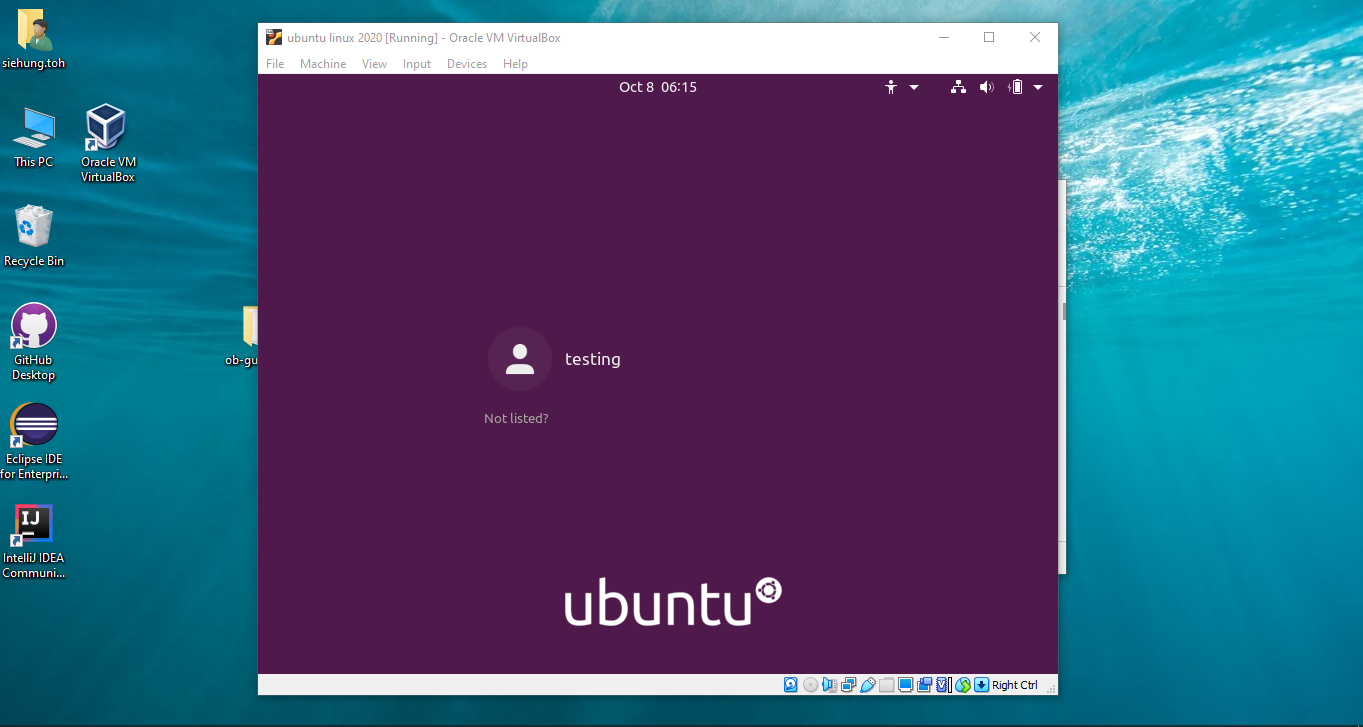 siehung.toh
This PC
Oracle VM
VirtualBox
Recycle Bin
GitHub
Desktop
Eclipse IDE
for Enterpri...
IJ
IntelliJ IDEA
Communi...
ob-gu
ubuntu linux 2020 [Running] - Oracle VM VirtualBox
File Machine View Input Devices Help
Oct 8 06:15
testing
Not listed?
ubuntu
Right Ctrl